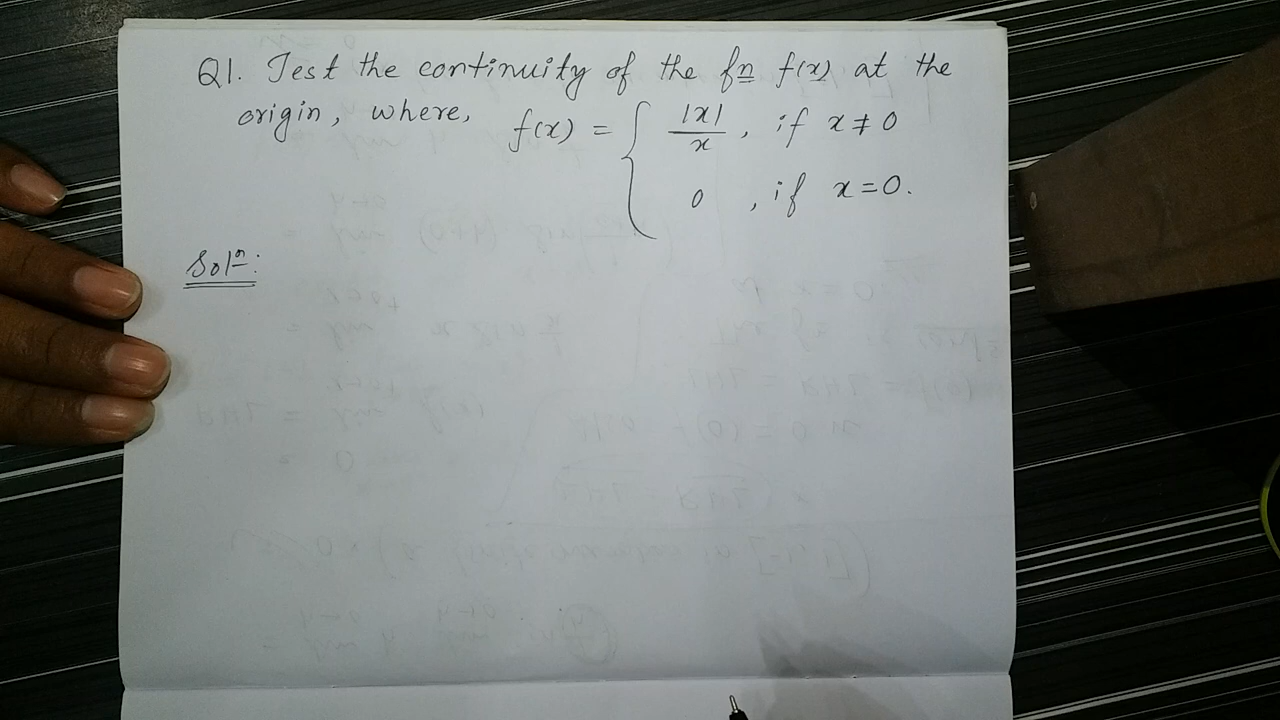 Q1. Test the continuity of the fn f(x) at the
origin, where, f(x) = { |x|/x, if x ≠ 0
0, if x=0.
Solⁿ: